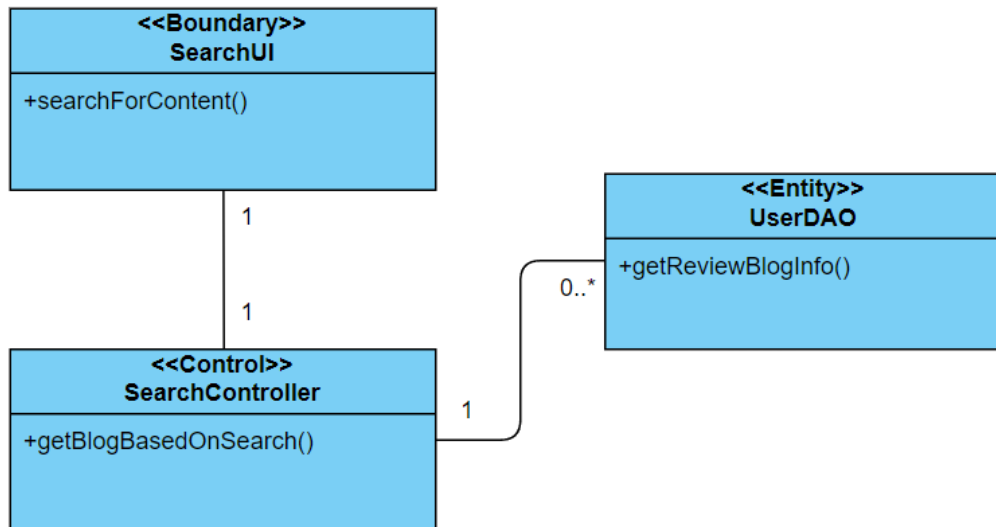 <<Boundary>>
SearchUI
+searchForContent()
1
1
<<Control>>
SearchController
+getBlogBasedOnSearch()
1
0..*
<<Entity>>
UserDAO
+getReviewBlogInfo()